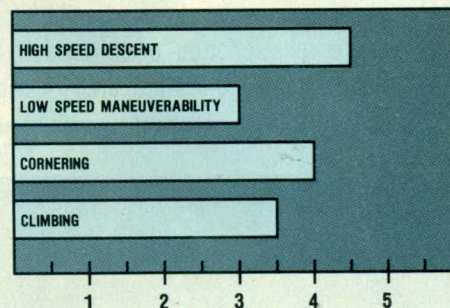 HIGH SPEED DESCENT
LOW SPEED MANEUVERABILITY
CORNERING
CLIMBING
1 2 3 4 5